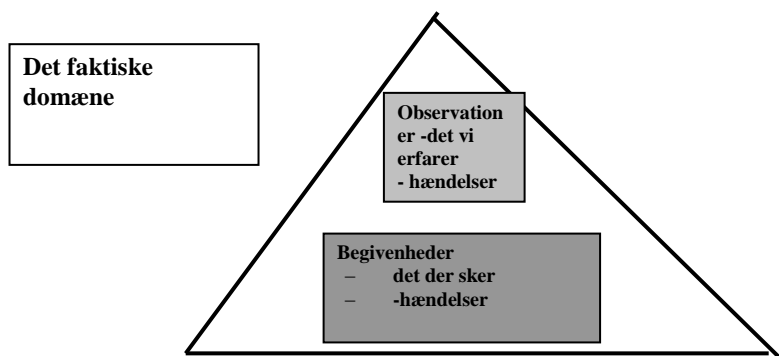 Det faktiske
domæne
Observation
er -det vi
erfarer
- hændelser
Begivenheder
– det der sker
– -hændelser